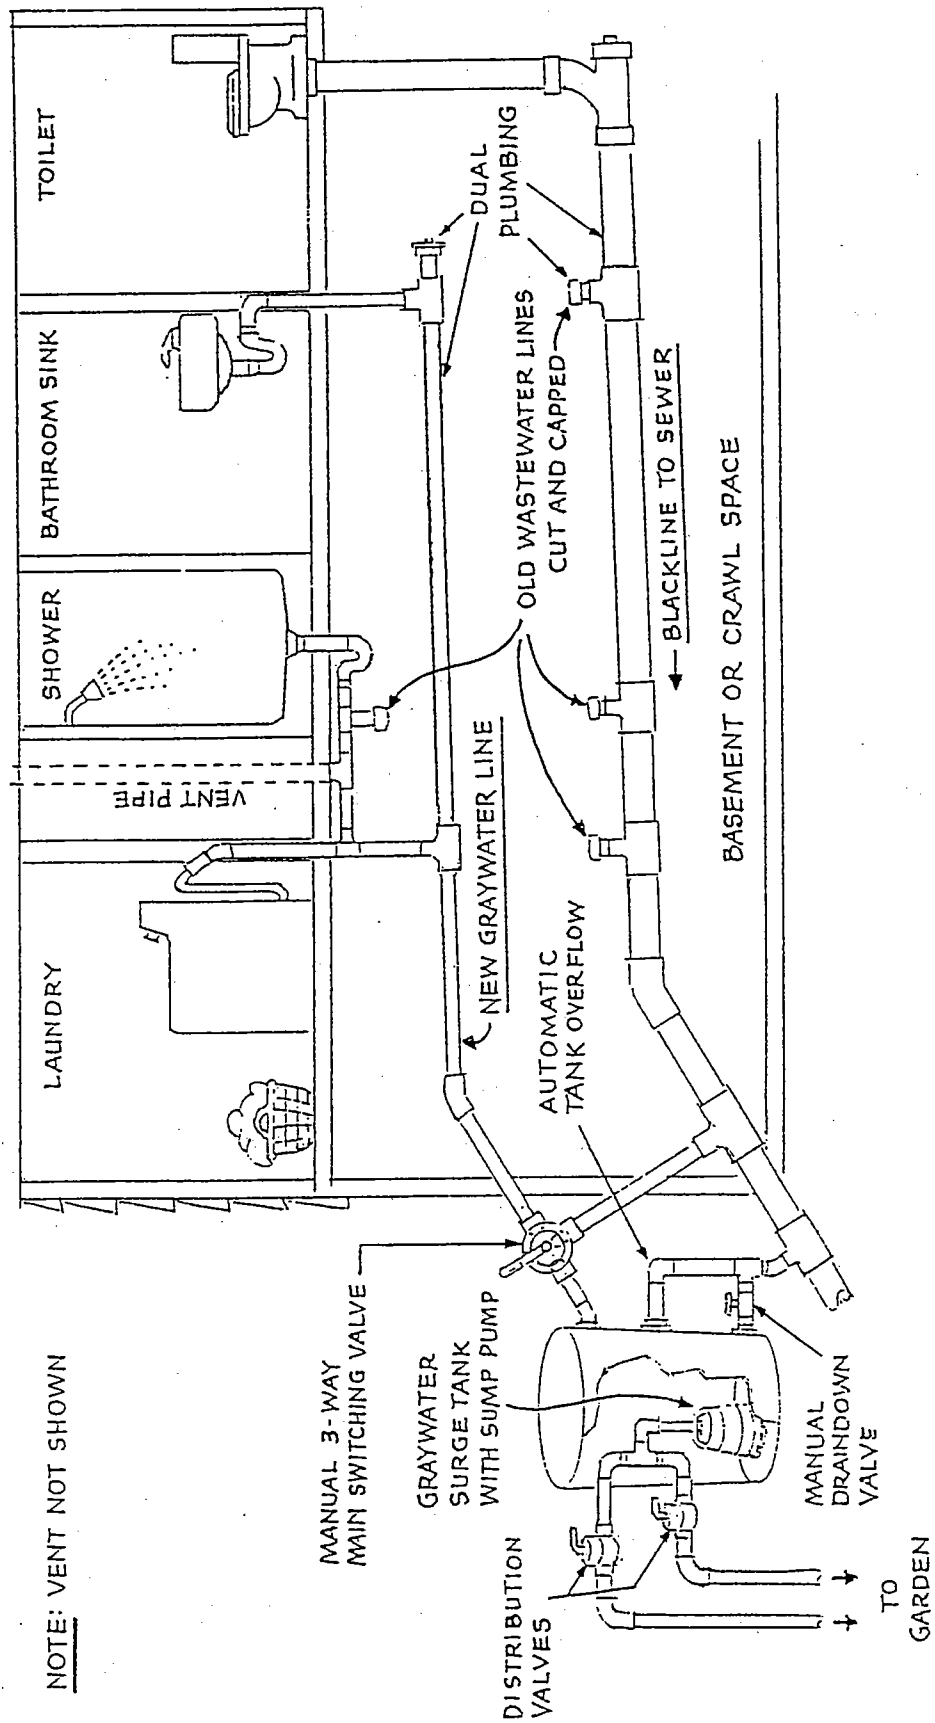 NOTE: VENT NOT SHOWN
LAUNDRY
VENT PIPE
SHOWER
BATHROOM SINK
TOILET
MANUAL 3-WAY
MAIN SWITCHING VALVE
GRAYWATER
SURGE TANK
WITH SUMP PUMP
NEW GRAYWATER LINE
DUAL
PLUMBING
OLD WASTEWATER LINES
CUT AND CAPPED
AUTOMATIC
TANK OVERFLOW
BLACKLINE TO SEWER
BASEMENT OR CRAWL SPACE
DISTRIBUTION
VALVES
MANUAL
DRAINDOWN
VALVE
TO
GARDEN